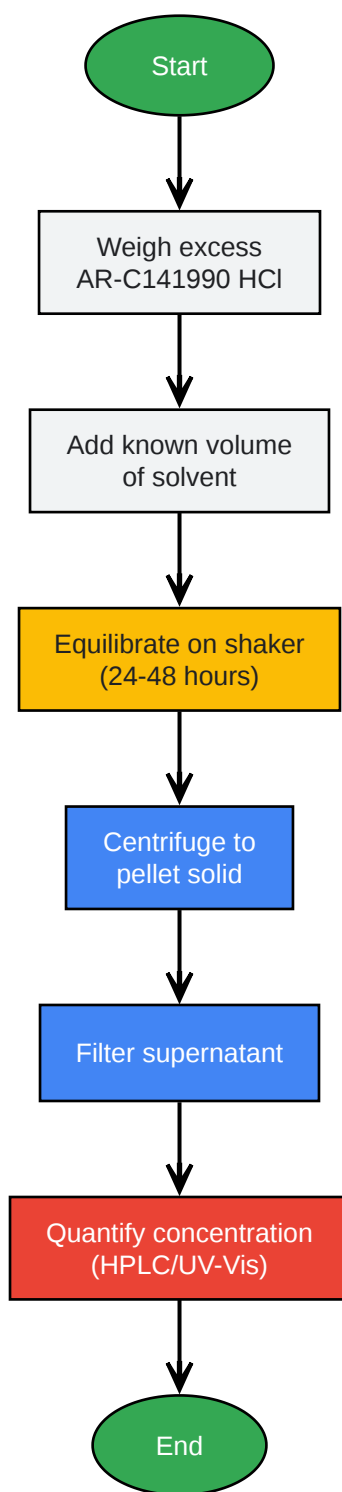 Start
Weigh excess
AR-C141990 HCl
Add known volume
of solvent
Equilibrate on shaker
(24-48 hours)
Centrifuge to
pellet solid
Filter supernatant
Quantify concentration
(HPLC/UV-Vis)
End